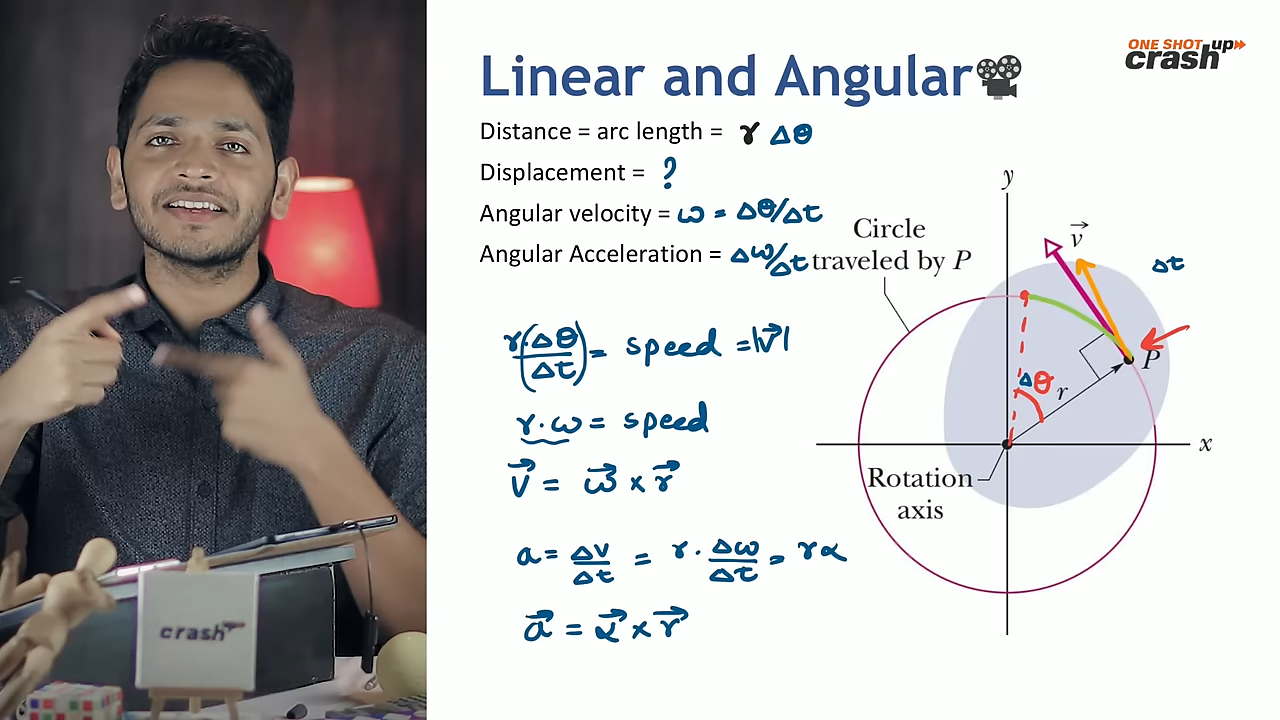 ONE SHOT up
crash
Linear and Angular
Distance = arc length = r Δθ
Displacement = ?
Angular velocity = ω = Δθ/Δt
Angular Acceleration = Δω/Δt
r.(Δθ/Δt) = speed = |v⃗|
r.ω = speed
v⃗ = ω⃗ × r⃗
a = Δv/Δt = r . Δω/Δt = rα
a⃗ = α⃗ × r⃗
y
Circle
traveled by P
v⃗
Δt
P
Δθ
r
x
Rotation
axis
crash